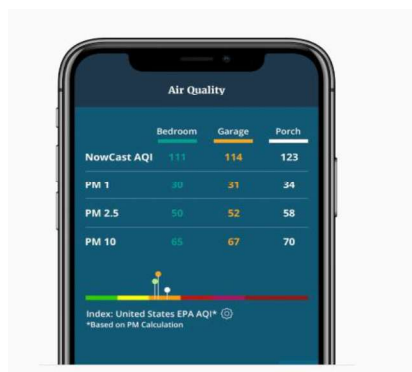 Air Quality
Bedroom Garage Porch
NowCast AQI 111 114 123
PM 1 30 31 34
PM 2.5 50 52 58
PM 10 65 67 70
Index: United States EPA AQI*
*Based on PM Calculation